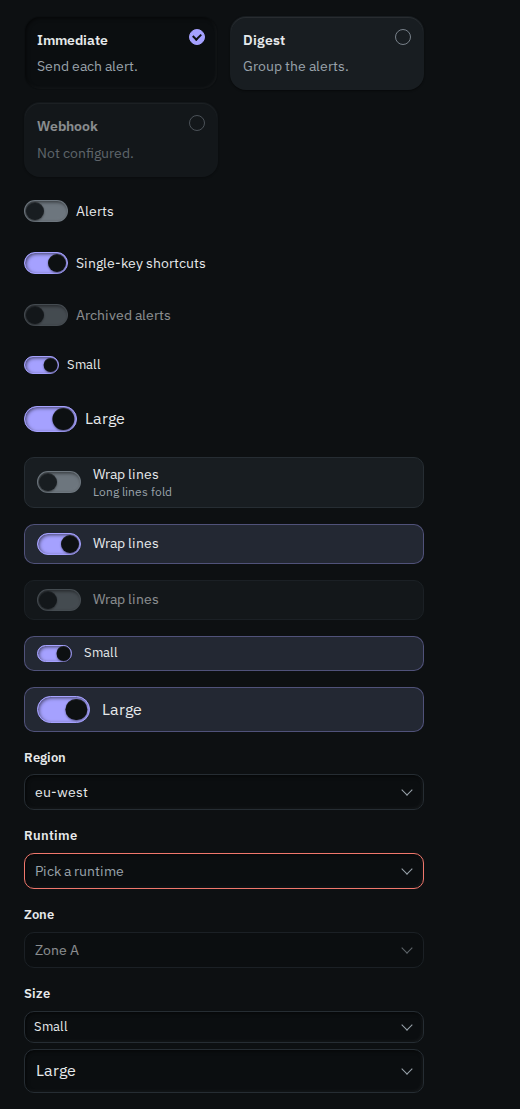 Immediate
Send each alert.
Digest
Group the alerts.
Webhook
Not configured.
Alerts
Single-key shortcuts
Archived alerts
Small
Large
Wrap lines
Long lines fold
Wrap lines
Wrap lines
Small
Large
Region
eu-west
Runtime
Pick a runtime
Zone
Zone A
Size
Small
Large